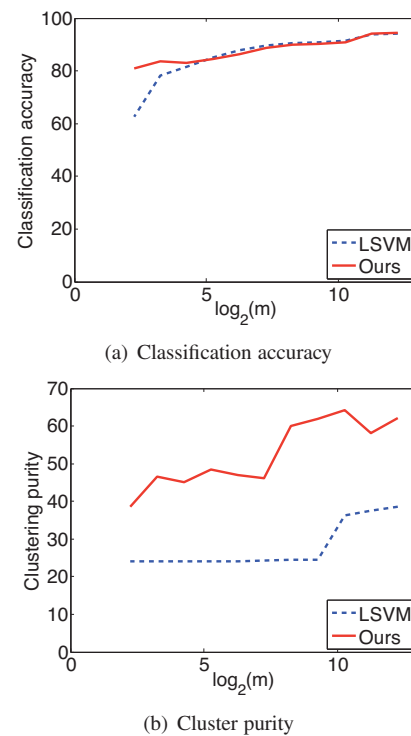 100
80
60
40
20
0
Classification accuracy
LSVM
Ours
0
5
10
log2(m)
(a) Classification accuracy
70
60
50
40
30
20
10
0
Clustering purity
LSVM
Ours
0
5
10
log2(m)
(b) Cluster purity